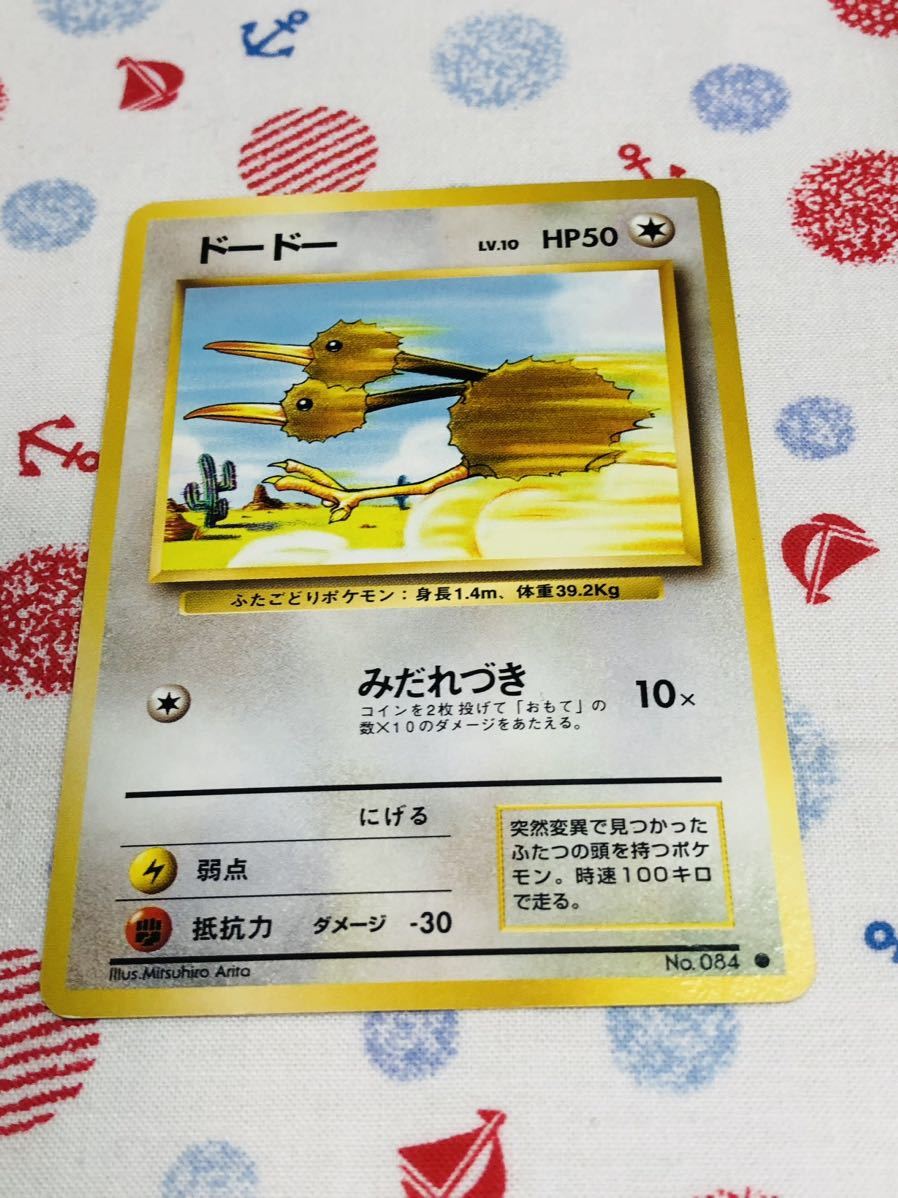 ドードー LV.10 HP50
ふたごどりポケモン：身長1.4m、体重39.2Kg
みだれづき 10×
コインを2枚投げて「おもて」の
数×10のダメージをあたえる。
にげる
弱点
抵抗力 ダメージ -30
突然変異で見つかった
ふたつの頭を持つポケ
モン。時速100キロ
で走る。
Illus.Mitsuhiro Arita
No.084 ●